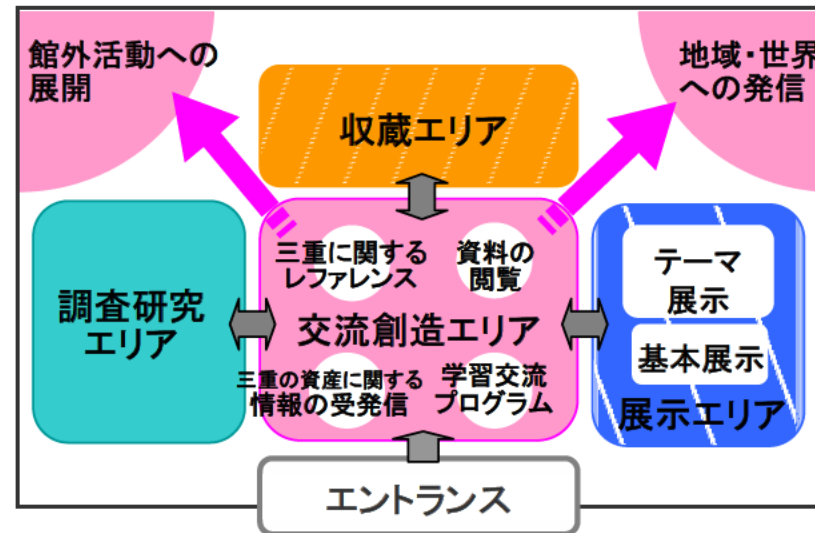 館外活動への
展開
地域・世界
への発信
収蔵エリア
三重に関する
レファレンス
資料の
閲覧
調査研究
エリア
交流創造エリア
テーマ
展示
基本展示
展示エリア
三重の資産に関する
情報の受発信
学習交流
プログラム
エントランス